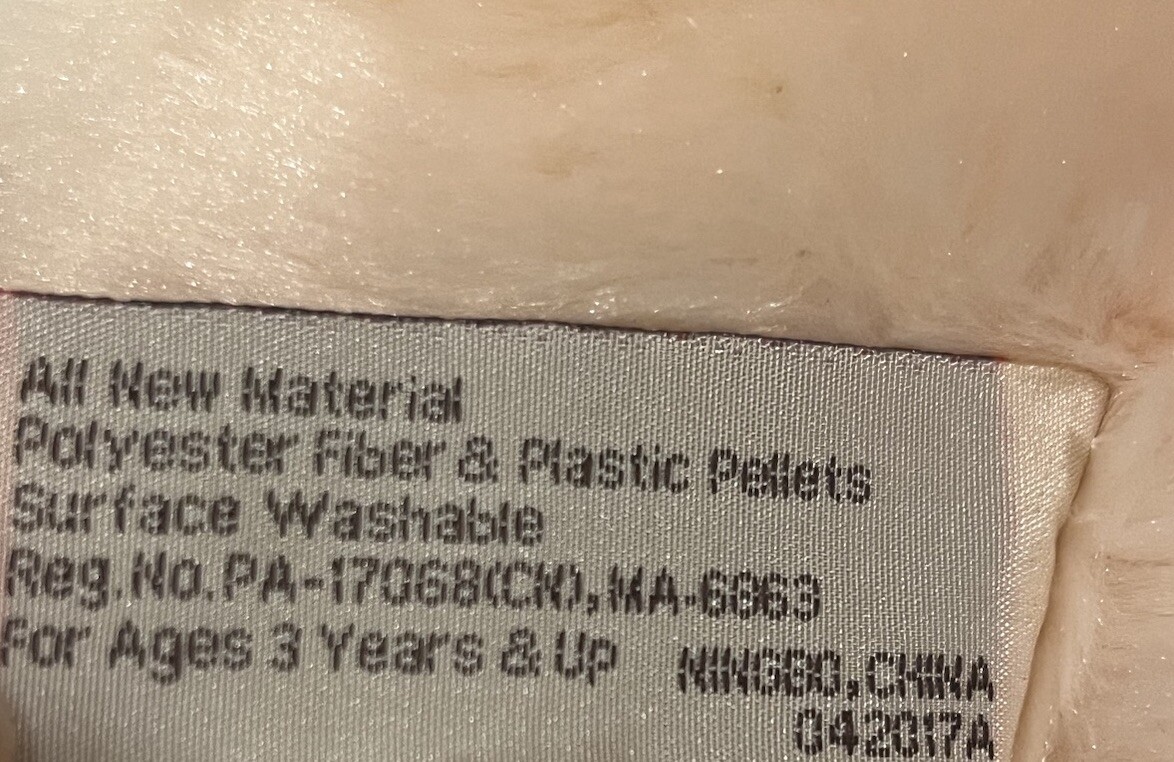 All New Material
Polyester Fiber & Plastic Pellets
Surface Washable
Reg.No.PA-17068(CN),MA-6863
For Ages 3 Years & Up
NINGBO,CHINA
042017A